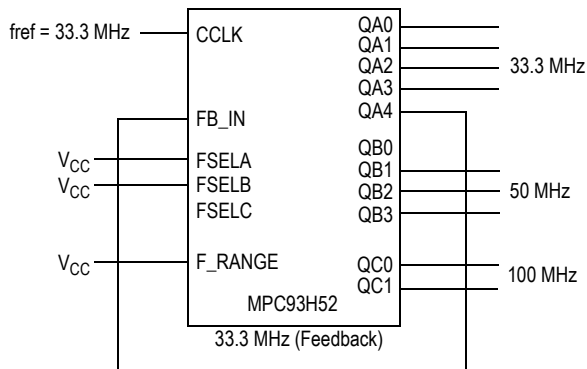 fref = 33.3 MHz
CCLK
FB_IN
VCC
FSELA
VCC
FSELB
FSELC
VCC
F_RANGE
QA0
QA1
QA2
QA3
QA4
33.3 MHz
QB0
QB1
QB2
QB3
50 MHz
QC0
QC1
100 MHz
MPC93H52
33.3 MHz (Feedback)